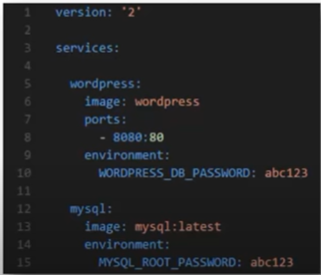 1 version: '2'
2
3 services:
4
5 wordpress:
6 image: wordpress
7 ports:
8 - 8080:80
9 environment:
10 WORDPRESS_DB_PASSWORD: abc123
11
12 mysql:
13 image: mysql:latest
14 environment:
15 MYSQL_ROOT_PASSWORD: abc123